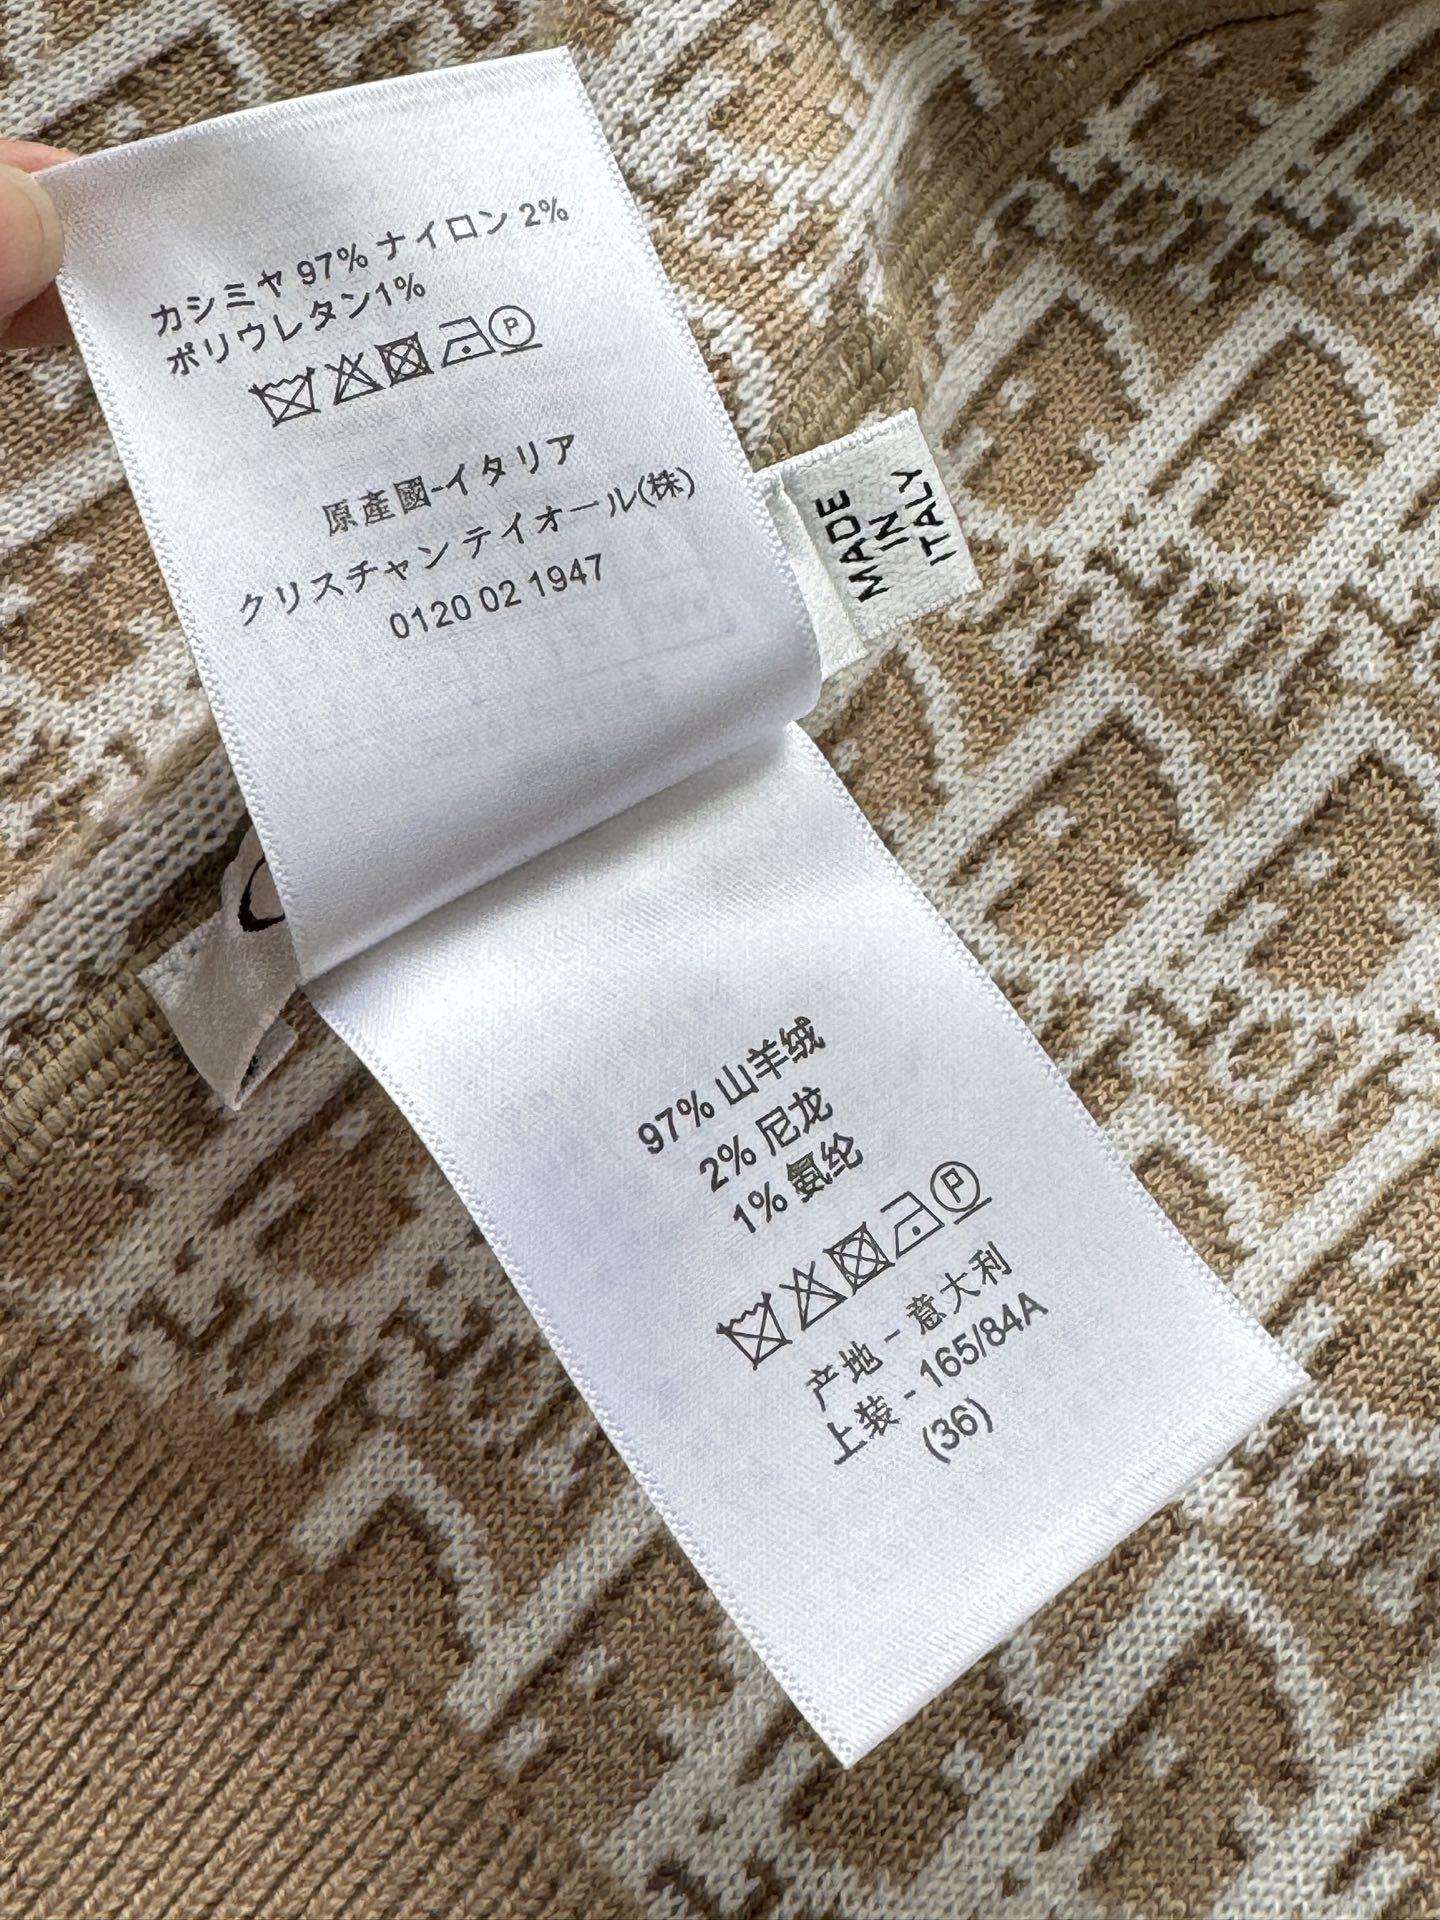 カシミヤ 97% ナイロン 2%
ポリウレタン1%
P
原産國-イタリア
クリスチャン テイオール(株)
0120 02 1947
MADE
IN
ITALY
97% 山羊绒
2% 尼龙
1% 氨纶
P
产地 - 意大利
上装 - 165/84A
(36)